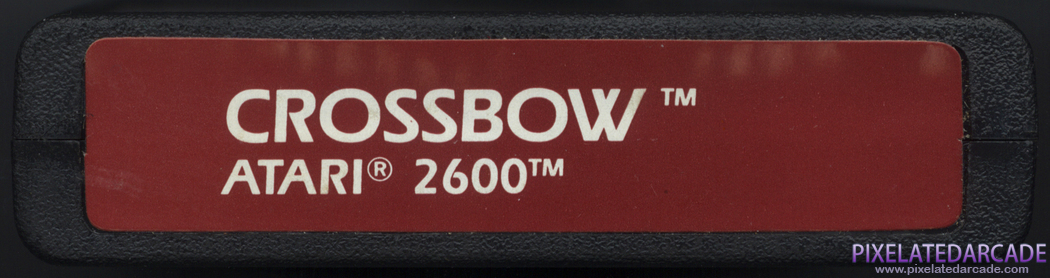 CROSSBOW™
ATARI® 2600™
PIXELATEDARCADE
www.pixelatedarcade.com